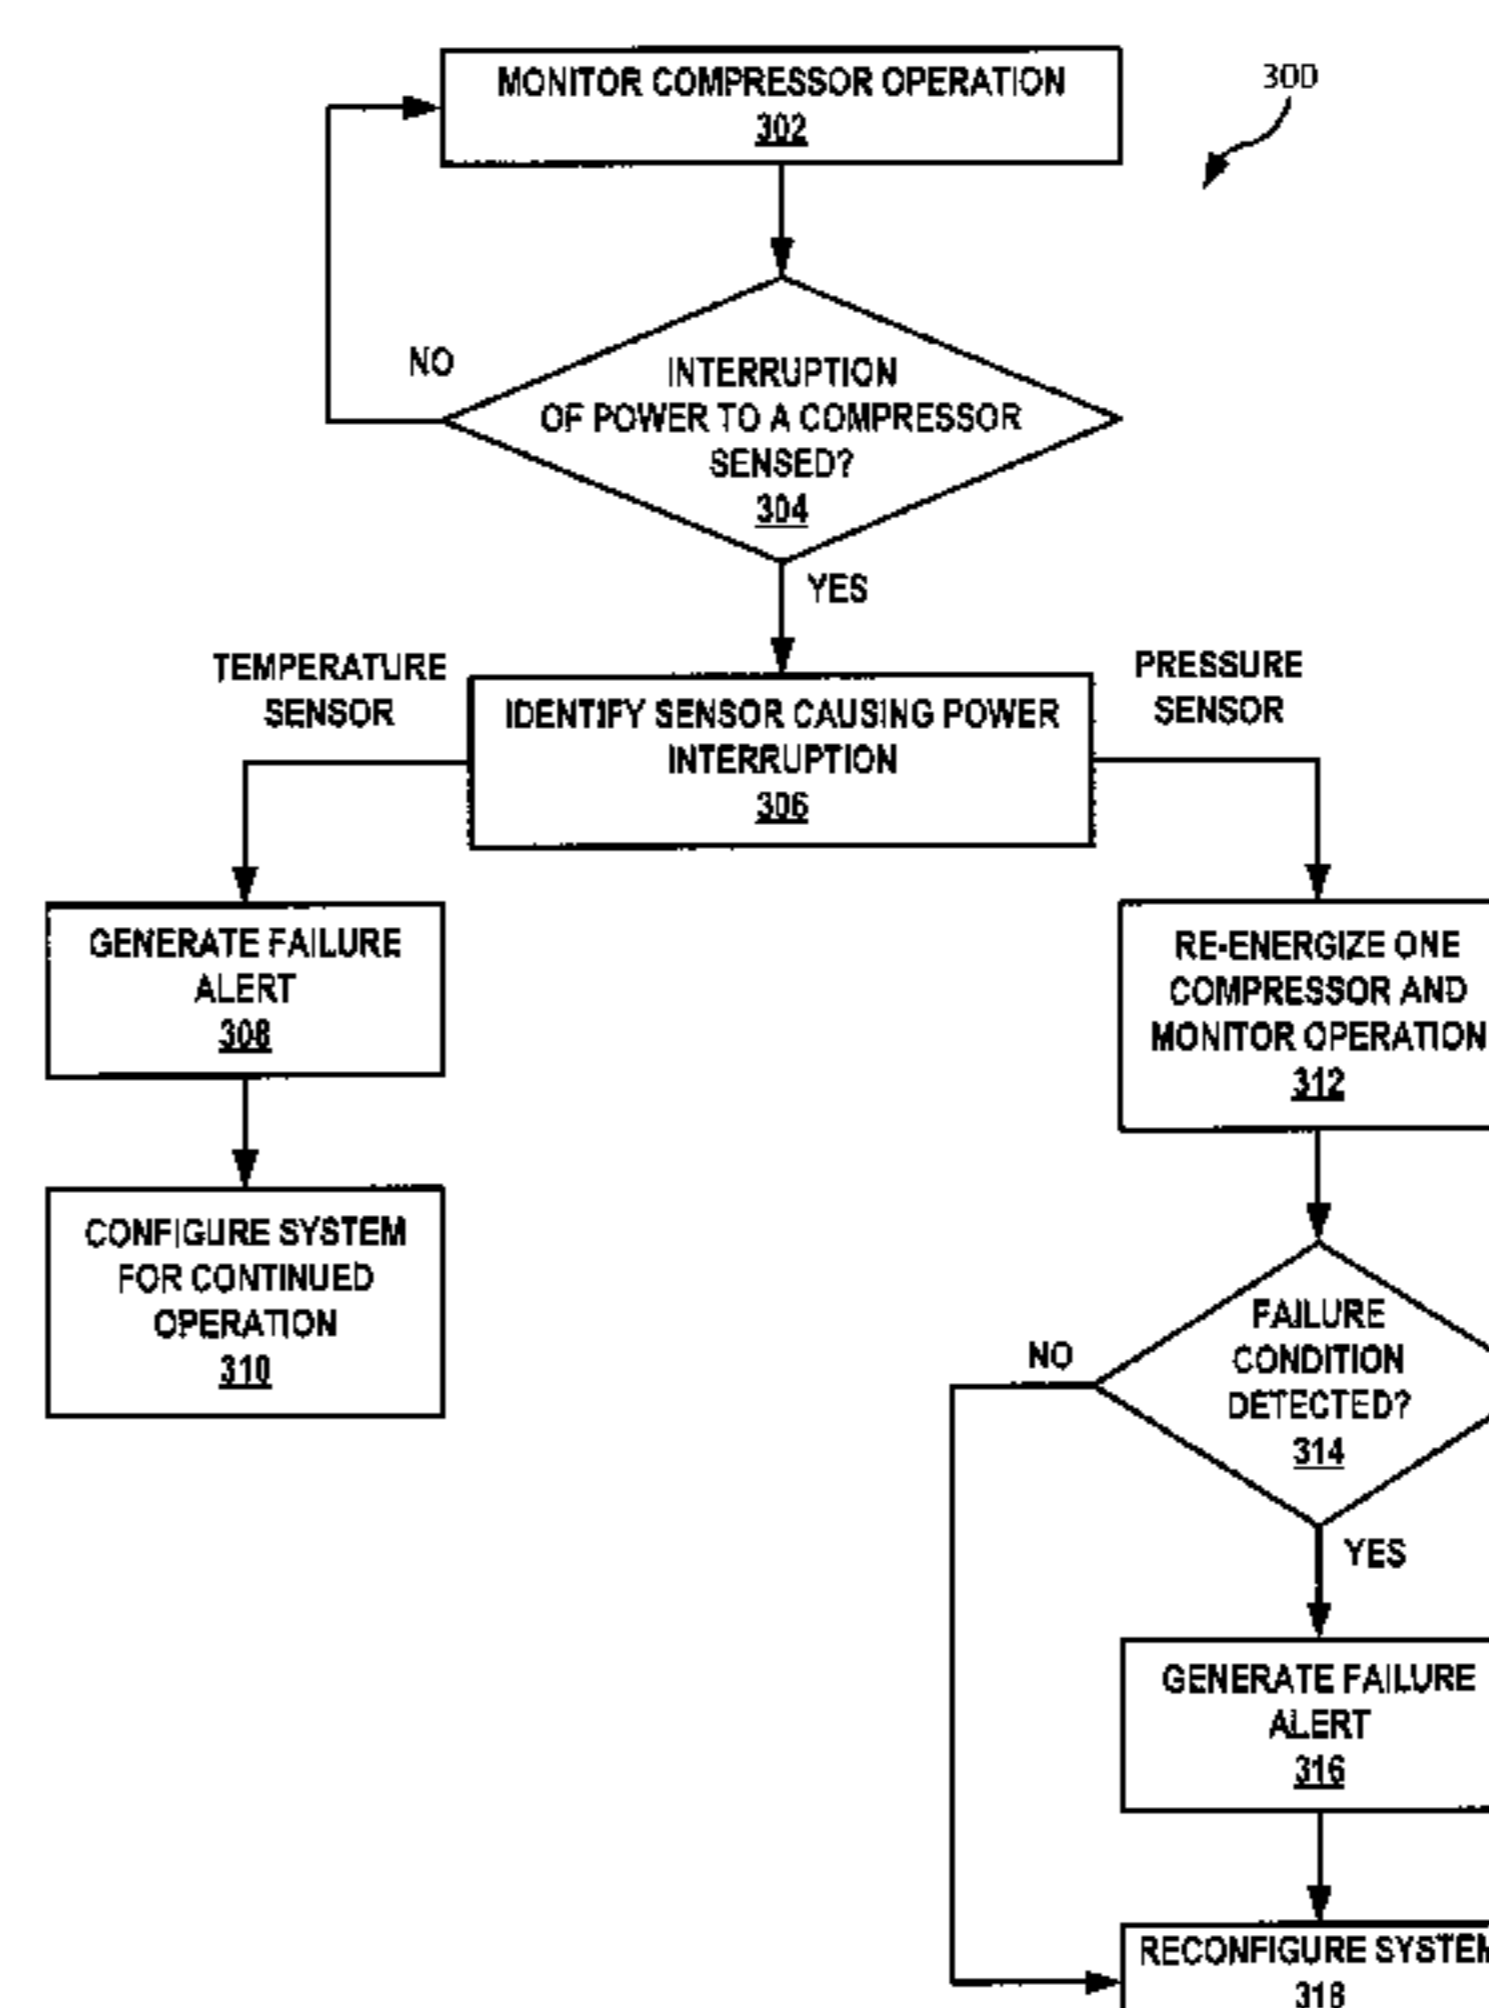 MONITOR COMPRESSOR OPERATION
302
300
NO
INTERRUPTION
OF POWER TO A COMPRESSOR
SENSED?
304
YES
TEMPERATURE
SENSOR
IDENTIFY SENSOR CAUSING POWER
INTERRUPTION
306
PRESSURE
SENSOR
GENERATE FAILURE
ALERT
308
CONFIGURE SYSTEM
FOR CONTINUED
OPERATION
310
RE-ENERGIZE ONE
COMPRESSOR AND
MONITOR OPERATION
312
NO
FAILURE
CONDITION
DETECTED?
314
YES
GENERATE FAILURE
ALERT
316
RECONFIGURE SYSTEM
318